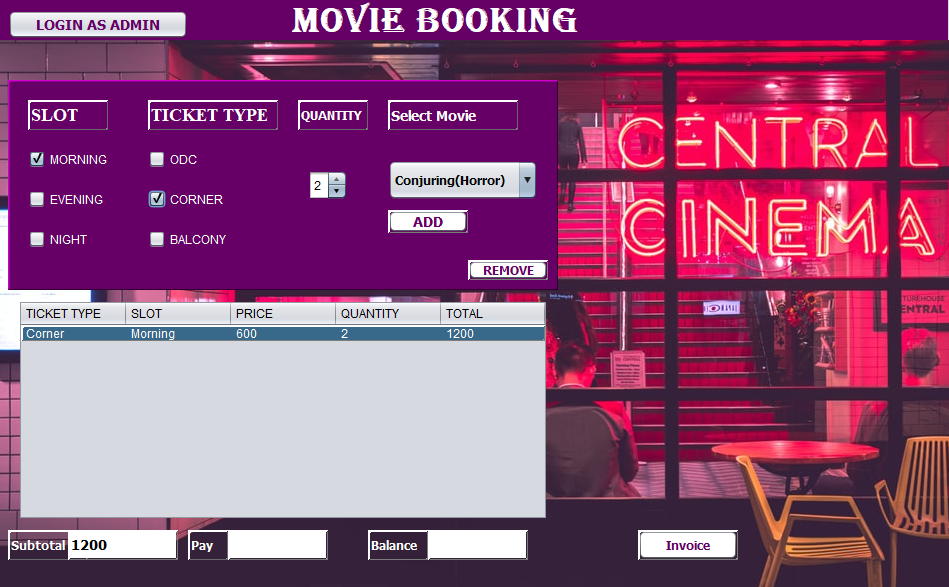 LOGIN AS ADMIN
MOVIE BOOKING
SLOT TICKET TYPE QUANTITY Select Movie
MORNING ODC
2 Conjuring(Horror)
EVENING CORNER
ADD
NIGHT BALCONY
REMOVE
TICKET TYPE SLOT PRICE QUANTITY TOTAL
Corner Morning 600 2 1200
Subtotal 1200 Pay Balance Invoice
CENTRAL
CINEMA